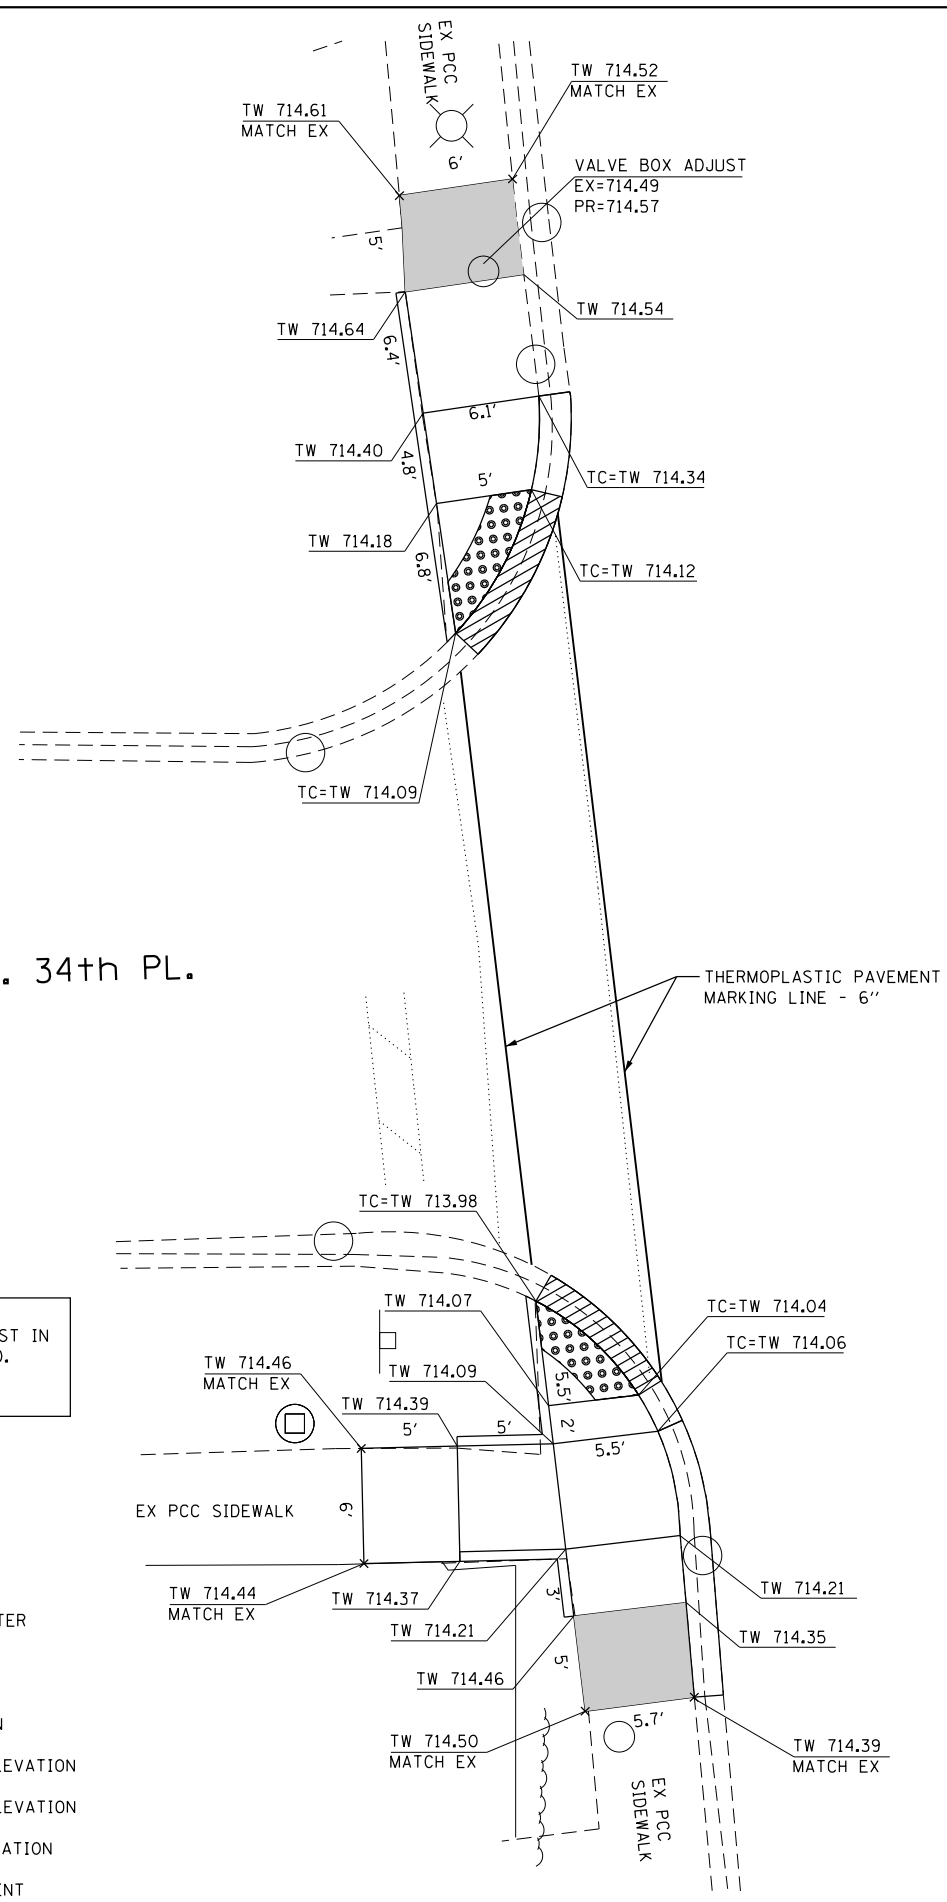 EX PCC
SIDEWALK
TW 714.52
MATCH EX
TW 714.61
MATCH EX
6'
VALVE BOX ADJUST
EX=714.49
PR=714.57
5'
TW 714.54
TW 714.64
6.4'
6.1'
TW 714.40
4.8'
5'
TC=TW 714.34
TW 714.18
6.8'
TC=TW 714.12
TC=TW 714.09
. 34th PL.
THERMOPLASTIC PAVEMENT
MARKING LINE - 6"
TC=TW 713.98
TW 714.07
TC=TW 714.04
ST IN
TC=TW 714.06
TW 714.46
MATCH EX
TW 714.09
5.5'
TW 714.39
5'
5'
2'
5.5'
EX PCC SIDEWALK
6'
TW 714.44
MATCH EX
TW 714.37
3'
TW 714.21
TER
TW 714.21
TW 714.35
5'
TW 714.46
N
5.7'
TW 714.50
MATCH EX
TW 714.39
MATCH EX
LEVATION
EX PCC
SIDEWALK
LEVATION
ATION
ENT